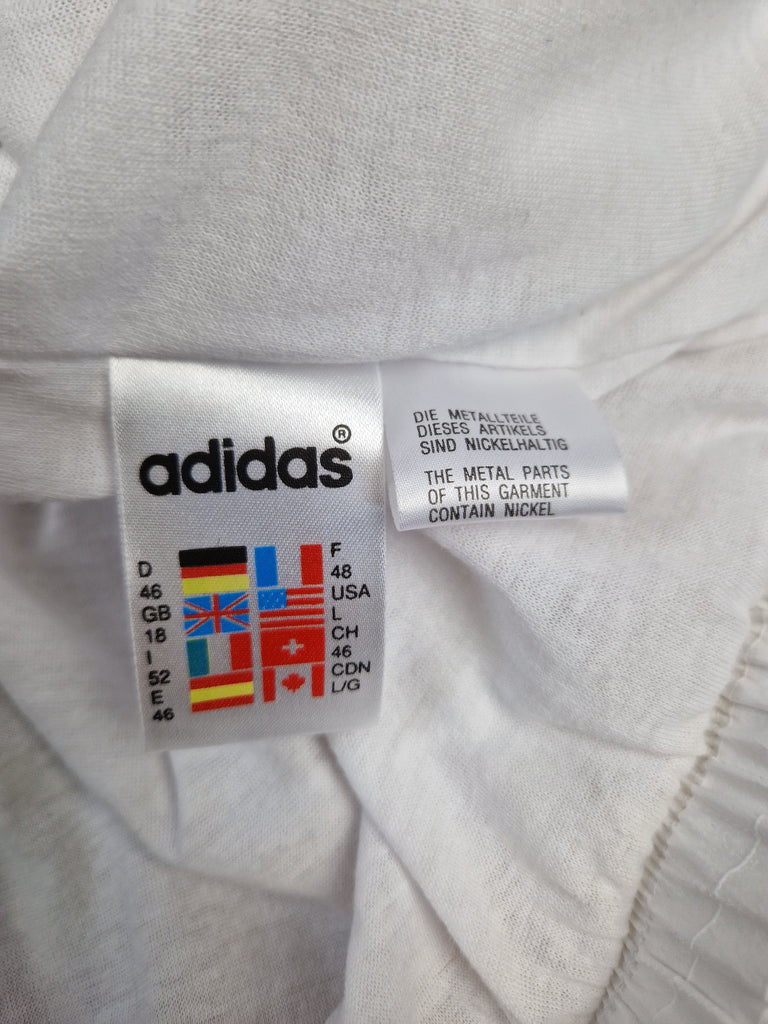 adidas®
D
46
GB
18
I
52
E
46
F
48
USA
L
CH
46
CDN
L/G
DIE METALLTEILE
DIESES ARTIKELS
SIND NICKELHALTIG
THE METAL PARTS
OF THIS GARMENT
CONTAIN NICKEL